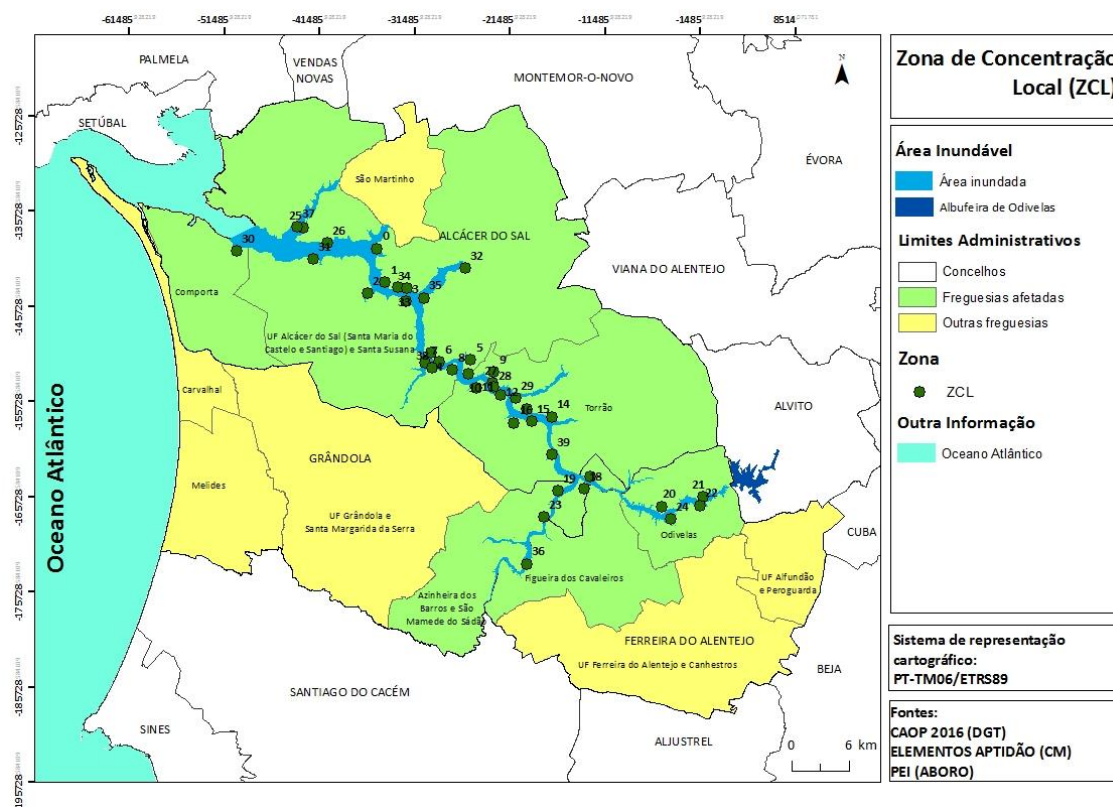 -61485
-51485
-41485
-31485
-21485
-11485
-1485
8514
-125728
-135728
-145728
-155728
-165728
-175728
-185728
-195728
PALMELA
VENDAS
NOVAS
MONTEMOR-O-NOVO
N
SETÚBAL
ÉVORA
São Martinho
25
37
30
31
26
0
ALCÁCER DO SAL
32
VIANA DO ALENTEJO
1
34
2
3
35
33
Comporta
UF Alcácer do Sal (Santa Maria do
Castelo e Santiago) e Santa Susana
7
38
4
6
8
5
9
27
28
10
11
12
29
Carvalhal
16
15
14
Torrão
ALVITO
39
Oceano Atlântico
GRÂNDOLA
Melides
UF Grândola e
Santa Margarida da Serra
19
18
20
21
22
24
23
Odivelas
CUBA
36
Figueira dos Cavaleiros
UF Alfundão
e Peroguarda
Azinheira dos
Barros e São
Mamede do Sádão
FERREIRA DO ALENTEJO
UF Ferreira do Alentejo e Canhestros
BEJA
SANTIAGO DO CACÉM
SINES
ALJUSTREL
0 6 km
Zona de Concentração
Local (ZCL)
Área Inundável
Área inundada
Albufeira de Odivelas
Limites Administrativos
Concelhos
Freguesias afetadas
Outras freguesias
Zona
ZCL
Outra Informação
Oceano Atlântico
Sistema de representação
cartográfico:
PT-TM06/ETRS89
Fontes:
CAOP 2016 (DGT)
ELEMENTOS APTIDÃO (CM)
PEI (ABORO)